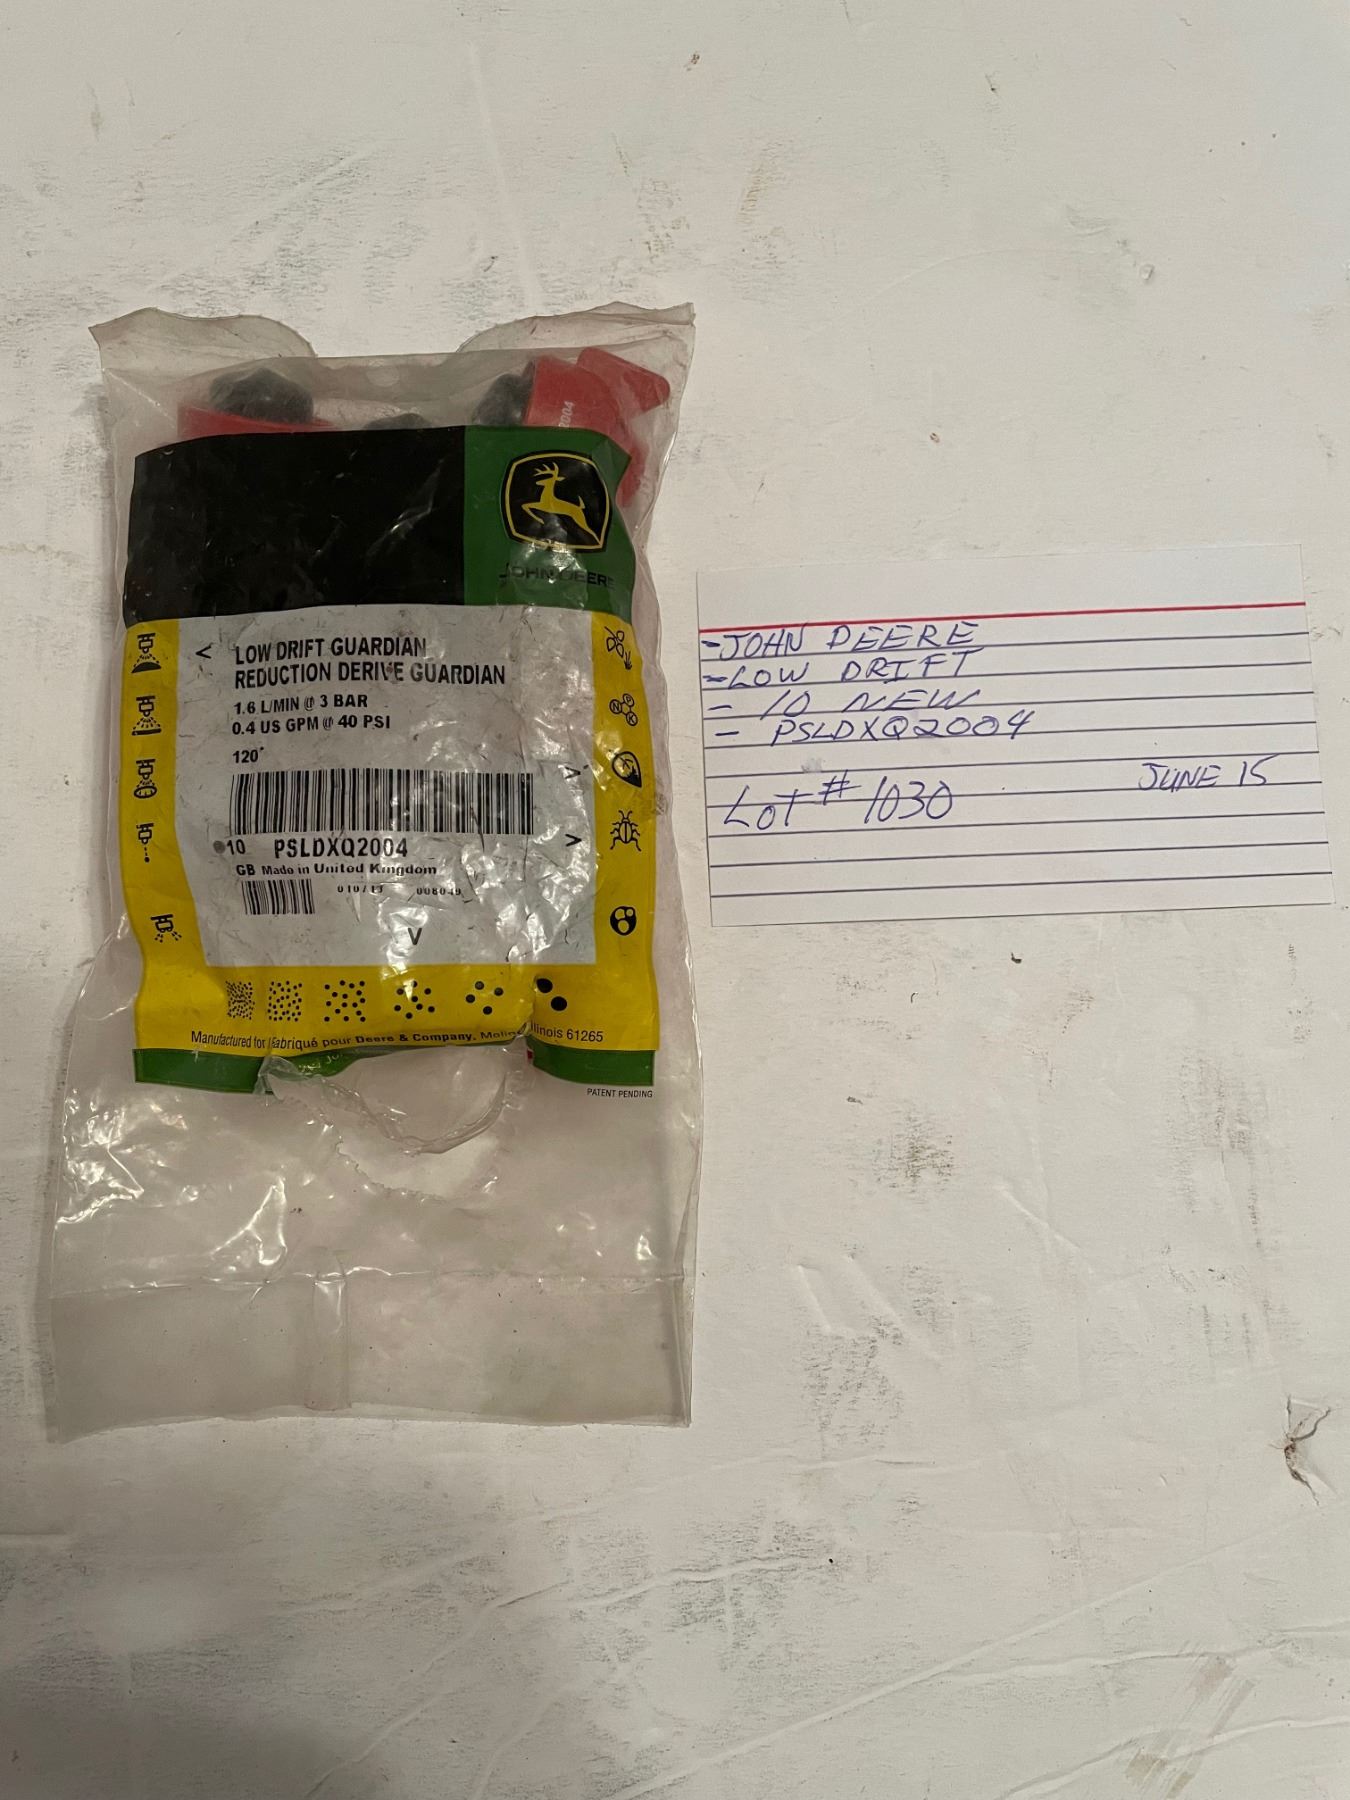 2004
JOHN DEERE
LOW DRIFT GUARDIAN
REDUCTION DERIVE GUARDIAN
1.6 L/MIN @ 3 BAR
0.4 US GPM @ 40 PSI
120°
10 PSLDXQ2004
GB Made in United Kingdom
Manufactured for / Fabriqué pour Deere & Company, Moline Illinois 61265
PATENT PENDING
- JOHN DEERE
- LOW DRIFT
- 10 NEW
- PSLDXQ2004
LOT # 1030 JUNE 15